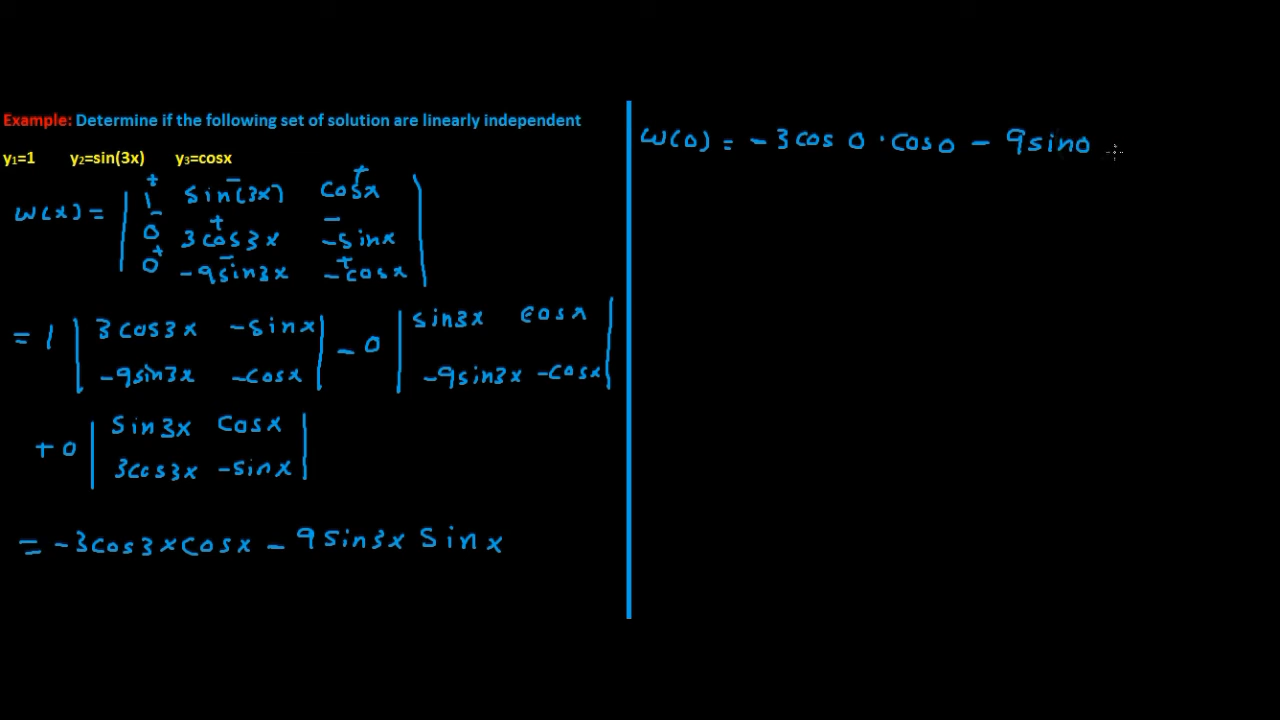 Example: Determine if the following set of solution are linearly independent
y₁=1 y₂=sin(3x) y₃=cosx
w(x) = | 1 sin(3x) cosx |
| 0 3cos3x -sinx |
| 0 -9sin3x -cosx |
+ - +
- + -
+ - +
= 1 | 3cos3x -sinx | - 0 | sin3x cosx |
| -9sin3x -cosx | | -9sin3x -cosx |
+ 0 | sin3x cosx |
| 3cos3x -sinx |
= -3cos3xcosx - 9sin3x sinx
w(0) = -3cos0·cos0 - 9sin0